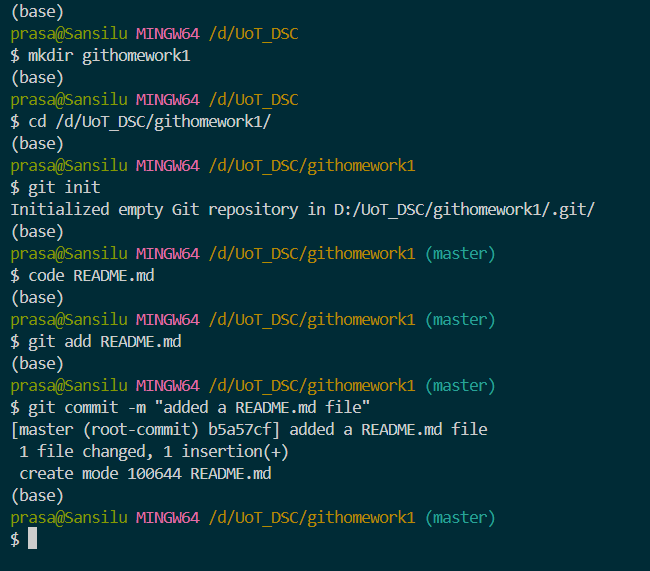 (base)
prasa@Sansilu MINGW64 /d/UoT_DSC
$ mkdir githomework1
(base)
prasa@Sansilu MINGW64 /d/UoT_DSC
$ cd /d/UoT_DSC/githomework1/
(base)
prasa@Sansilu MINGW64 /d/UoT_DSC/githomework1
$ git init
Initialized empty Git repository in D:/UoT_DSC/githomework1/.git/
(base)
prasa@Sansilu MINGW64 /d/UoT_DSC/githomework1 (master)
$ code README.md
(base)
prasa@Sansilu MINGW64 /d/UoT_DSC/githomework1 (master)
$ git add README.md
(base)
prasa@Sansilu MINGW64 /d/UoT_DSC/githomework1 (master)
$ git commit -m "added a README.md file"
[master (root-commit) b5a57cf] added a README.md file
 1 file changed, 1 insertion(+)
 create mode 100644 README.md
(base)
prasa@Sansilu MINGW64 /d/UoT_DSC/githomework1 (master)
$